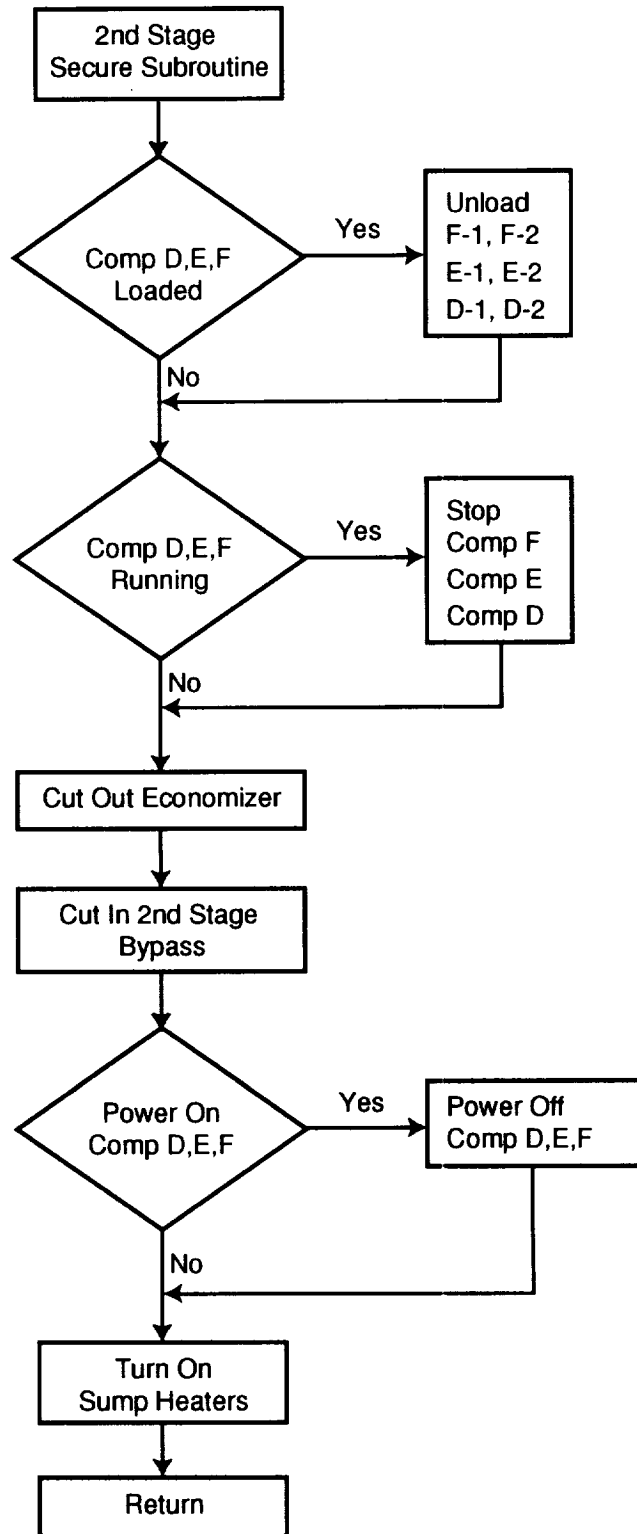 2nd Stage
Secure Subroutine
Comp D,E,F
Loaded
Yes
Unload
F-1, F-2
E-1, E-2
D-1, D-2
No
Comp D,E,F
Running
Yes
Stop
Comp F
Comp E
Comp D
No
Cut Out Economizer
Cut In 2nd Stage
Bypass
Power On
Comp D,E,F
Yes
Power Off
Comp D,E,F
No
Turn On
Sump Heaters
Return